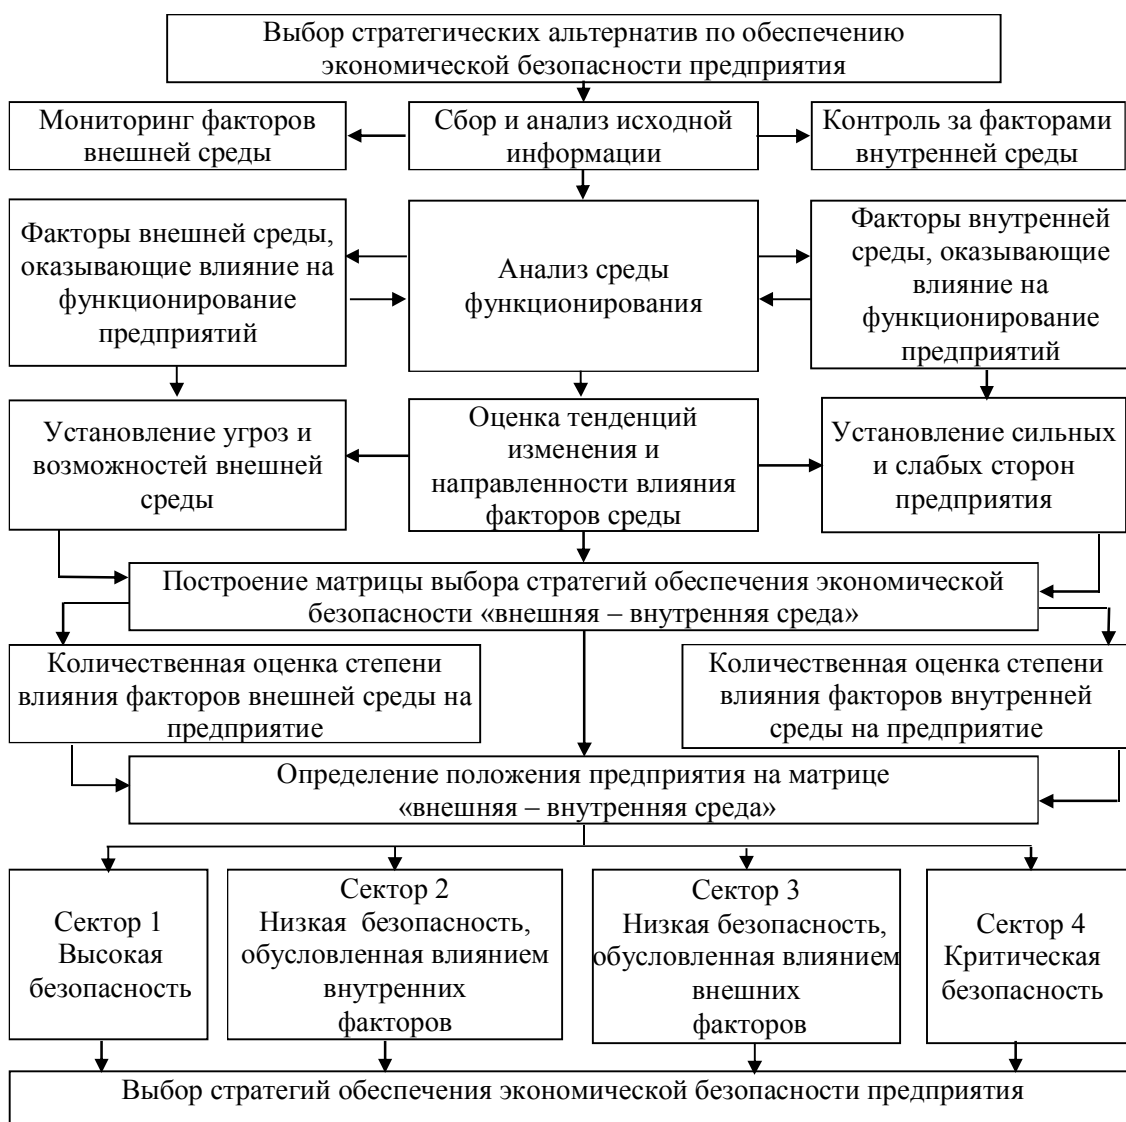 Выбор стратегических альтернатив по обеспечению
экономической безопасности предприятия
Мониторинг факторов
внешней среды
Сбор и анализ исходной
информации
Контроль за факторами
внутренней среды
Факторы внешней среды,
оказывающие влияние на
функционирование
предприятий
Анализ среды
функционирования
Факторы внутренней
среды, оказывающие
влияние на
функционирование
предприятий
Установление угроз и
возможностей внешней
среды
Оценка тенденций
изменения и
направленности влияния
факторов среды
Установление сильных
и слабых сторон
предприятия
Построение матрицы выбора стратегий обеспечения экономической
безопасности «внешняя – внутренняя среда»
Количественная оценка степени
влияния факторов внешней среды на
предприятие
Количественная оценка степени
влияния факторов внутренней
среды на предприятие
Определение положения предприятия на матрице
«внешняя – внутренняя среда»
Сектор 1
Высокая
безопасность
Сектор 2
Низкая безопасность,
обусловленная влиянием
внутренних
факторов
Сектор 3
Низкая безопасность,
обусловленная влиянием
внешних
факторов
Сектор 4
Критическая
безопасность
Выбор стратегий обеспечения экономической безопасности предприятия